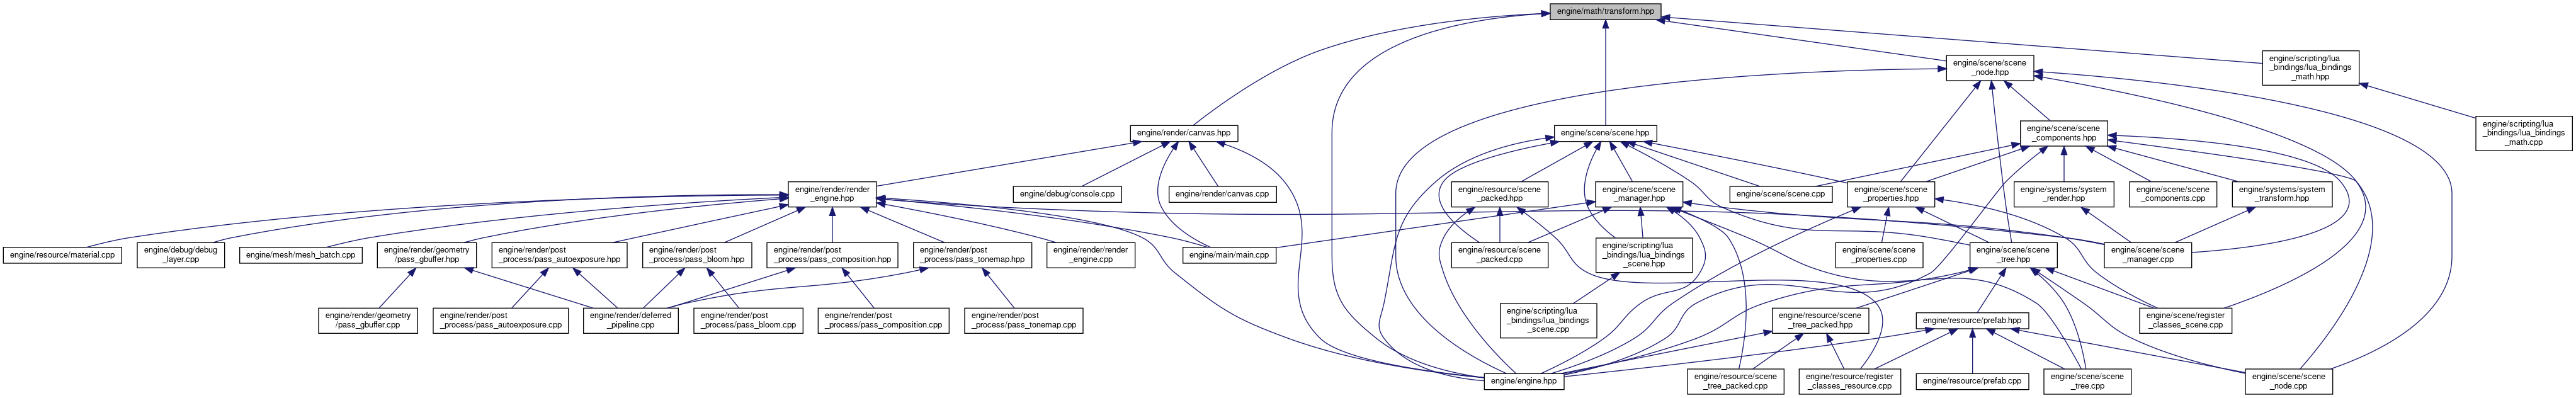 engine/math/transform.hpp
engine/scene/scene
_node.hpp
engine/scripting/lua
_bindings/lua_bindings
_math.hpp
engine/render/canvas.hpp
engine/scene/scene.hpp
engine/scene/scene
_components.hpp
engine/scripting/lua
_bindings/lua_bindings
_math.cpp
engine/render/render
_engine.hpp
engine/debug/console.cpp
engine/render/canvas.cpp
engine/resource/scene
_packed.hpp
engine/scene/scene
_manager.hpp
engine/scene/scene.cpp
engine/scene/scene
_properties.hpp
engine/systems/system
_render.hpp
engine/scene/scene
_components.cpp
engine/systems/system
_transform.hpp
engine/resource/material.cpp
engine/debug/debug
_layer.cpp
engine/mesh/mesh_batch.cpp
engine/render/geometry
/pass_gbuffer.hpp
engine/render/post
_process/pass_autoexposure.hpp
engine/render/post
_process/pass_bloom.hpp
engine/render/post
_process/pass_composition.hpp
engine/render/post
_process/pass_tonemap.hpp
engine/render/render
_engine.cpp
engine/main/main.cpp
engine/resource/scene
_packed.cpp
engine/scripting/lua
_bindings/lua_bindings
_scene.hpp
engine/scene/scene
_properties.cpp
engine/scene/scene
_tree.hpp
engine/scene/scene
_manager.cpp
engine/render/geometry
/pass_gbuffer.cpp
engine/render/post
_process/pass_autoexposure.cpp
engine/render/deferred
_pipeline.cpp
engine/render/post
_process/pass_bloom.cpp
engine/render/post
_process/pass_composition.cpp
engine/render/post
_process/pass_tonemap.cpp
engine/scripting/lua
_bindings/lua_bindings
_scene.cpp
engine/resource/scene
_tree_packed.hpp
engine/resource/prefab.hpp
engine/scene/register
_classes_scene.cpp
engine/engine.hpp
engine/resource/scene
_tree_packed.cpp
engine/resource/register
_classes_resource.cpp
engine/resource/prefab.cpp
engine/scene/scene
_tree.cpp
engine/scene/scene
_node.cpp